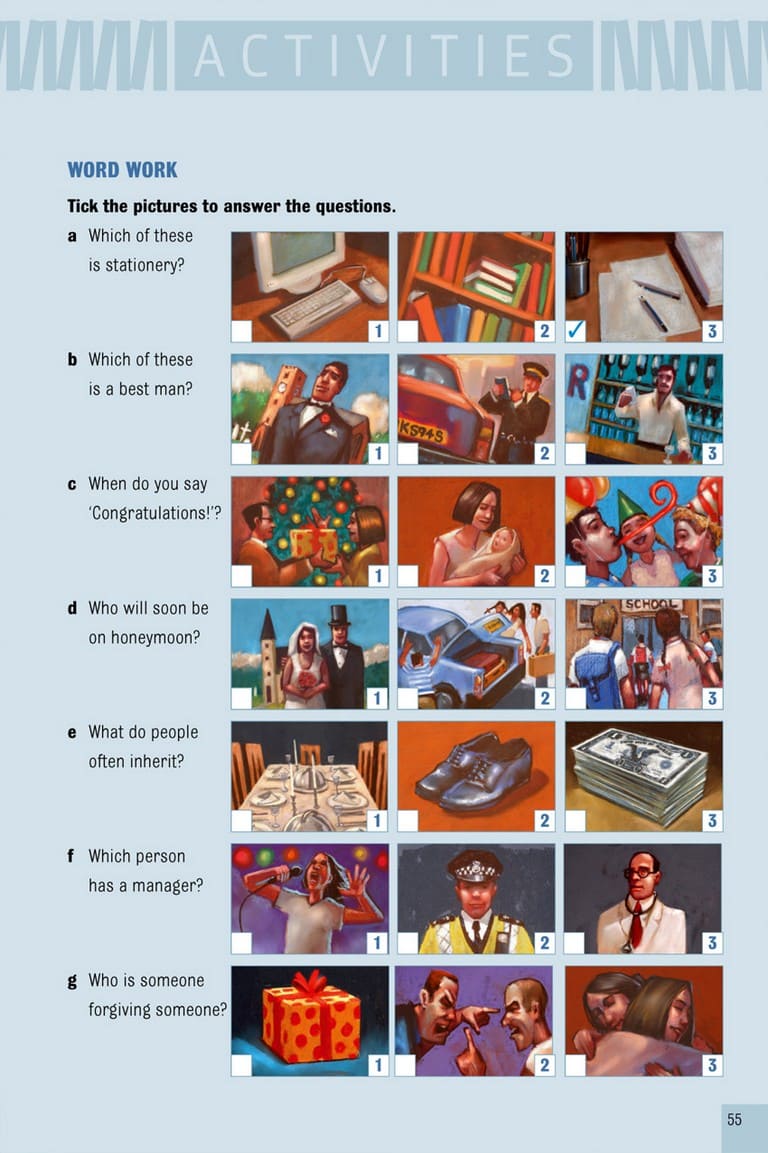 ACTIVITIES
WORD WORK
Tick the pictures to answer the questions.
a Which of these
is stationery?
1
2
✓ 3
b Which of these
is a best man?
KS94S
R
1
2
3
c When do you say
‘Congratulations!’?
1
2
3
d Who will soon be
on honeymoon?
SCHOOL
1
2
3
e What do people
often inherit?
1
2
3
f Which person
has a manager?
1
2
3
g Who is someone
forgiving someone?
1
2
3
55